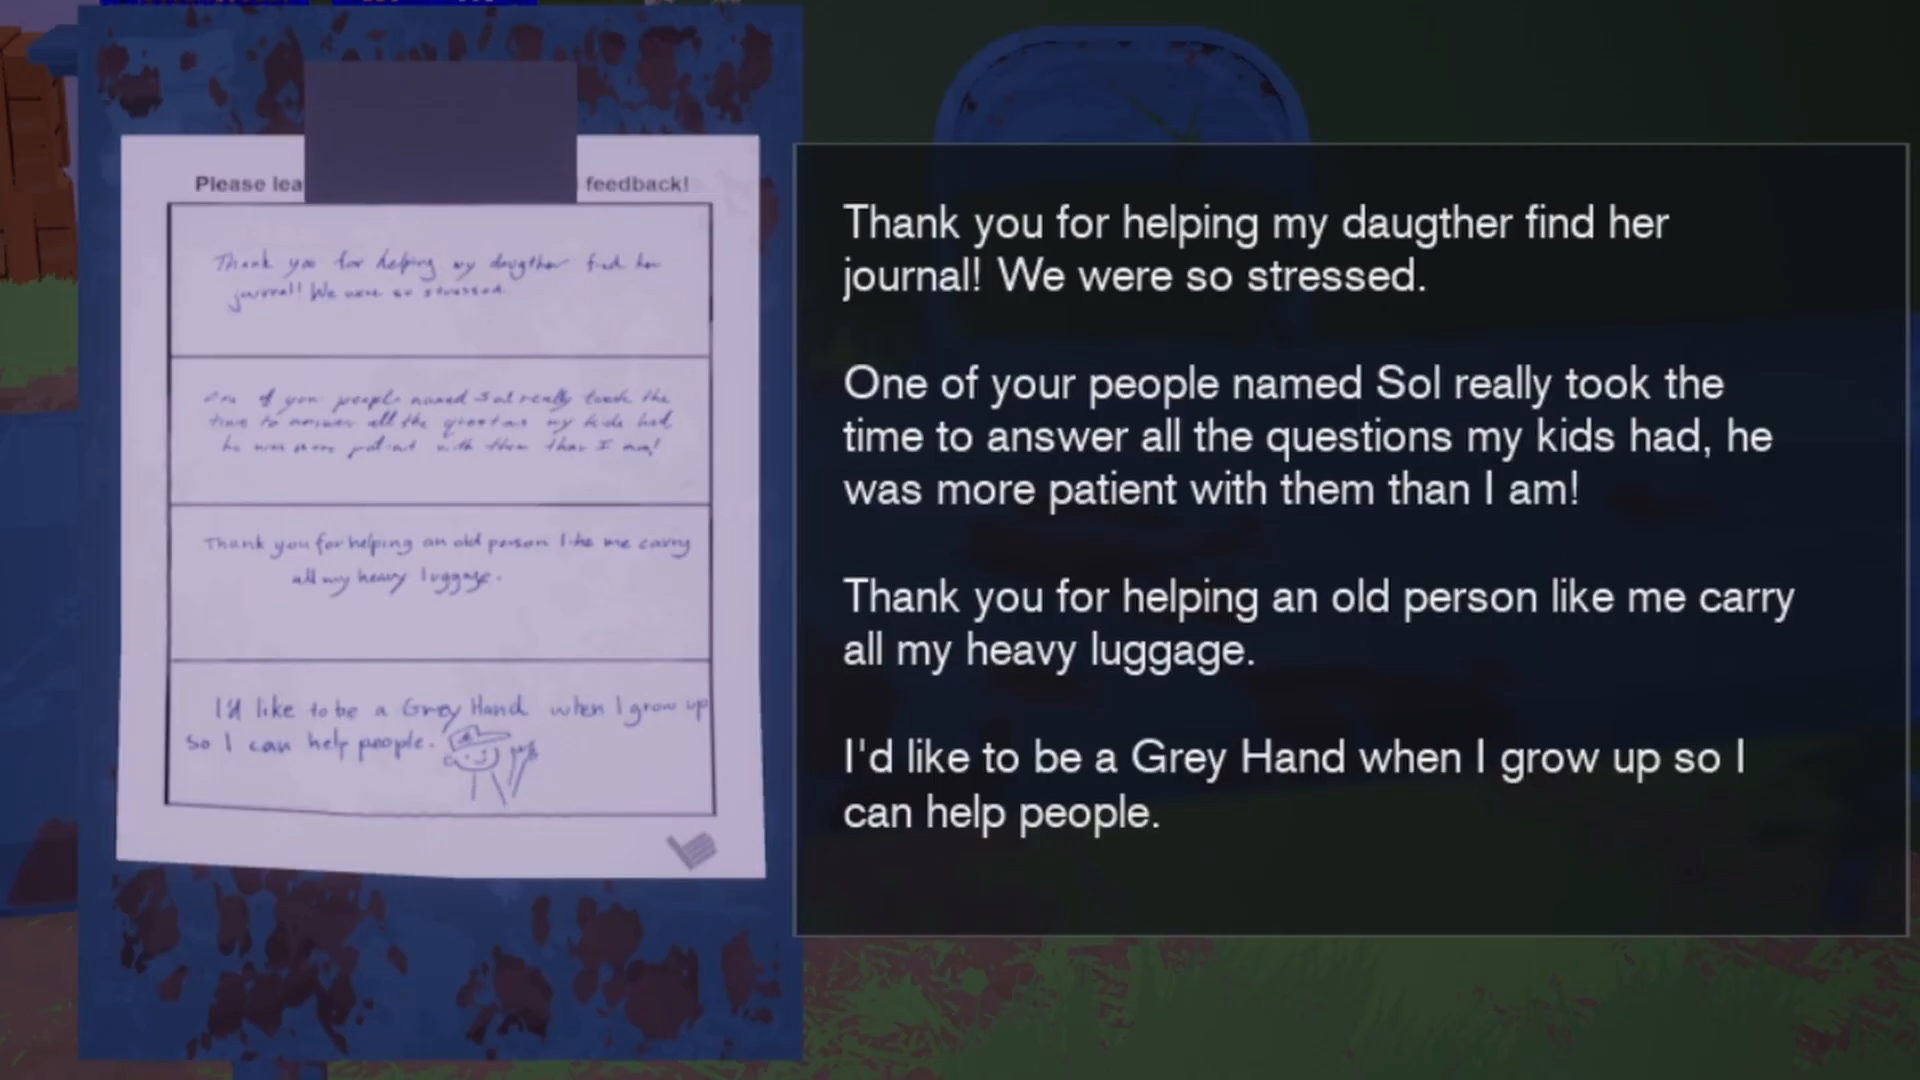 Please lea feedback!
Thank you for helping my daugther find her
journal! We were so stressed.
One of your people named Sol really took the
time to answer all the questions my kids had,
he was more patient with them than I am!
Thank you for helping an old person like me carry
all my heavy luggage.
I'd like to be a Grey Hand when I grow up
so I can help people.
Thank you for helping my daugther find her
journal! We were so stressed.
One of your people named Sol really took the
time to answer all the questions my kids had, he
was more patient with them than I am!
Thank you for helping an old person like me carry
all my heavy luggage.
I'd like to be a Grey Hand when I grow up so I
can help people.